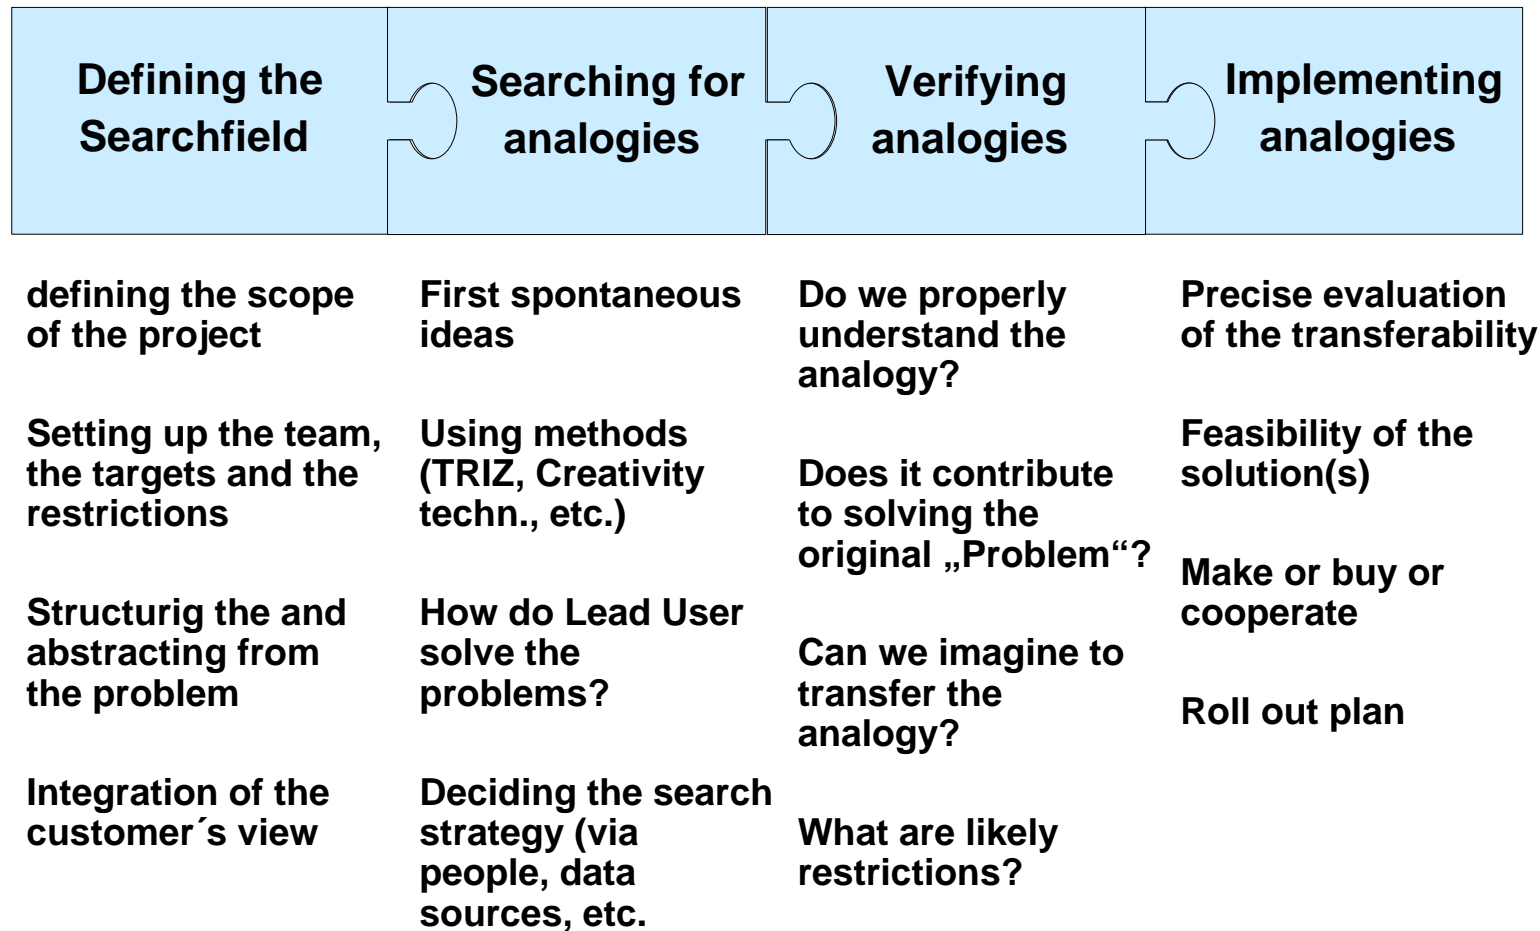 Defining the
Searchfield
Searching for
analogies
Verifying
analogies
Implementing
analogies
defining the scope
of the project
Setting up the team,
the targets and the
restrictions
Structurig the and
abstracting from
the problem
Integration of the
customer´s view
First spontaneous
ideas
Using methods
(TRIZ, Creativity
techn., etc.)
How do Lead User
solve the
problems?
Deciding the search
strategy (via
people, data
sources, etc.
Do we properly
understand the
analogy?
Does it contribute
to solving the
original „Problem“?
Can we imagine to
transfer the
analogy?
What are likely
restrictions?
Precise evaluation
of the transferability
Feasibility of the
solution(s)
Make or buy or
cooperate
Roll out plan